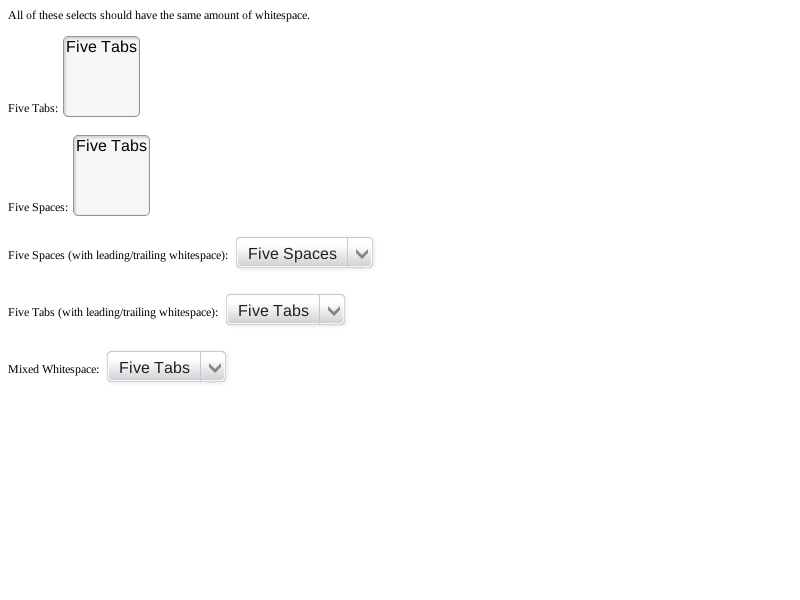 All of these selects should have the same amount of whitespace.
Five Tabs
Five Tabs:
Five Tabs
Five Spaces:
Five Spaces (with leading/trailing whitespace): Five Spaces
Five Tabs (with leading/trailing whitespace): Five Tabs
Mixed Whitespace: Five Tabs